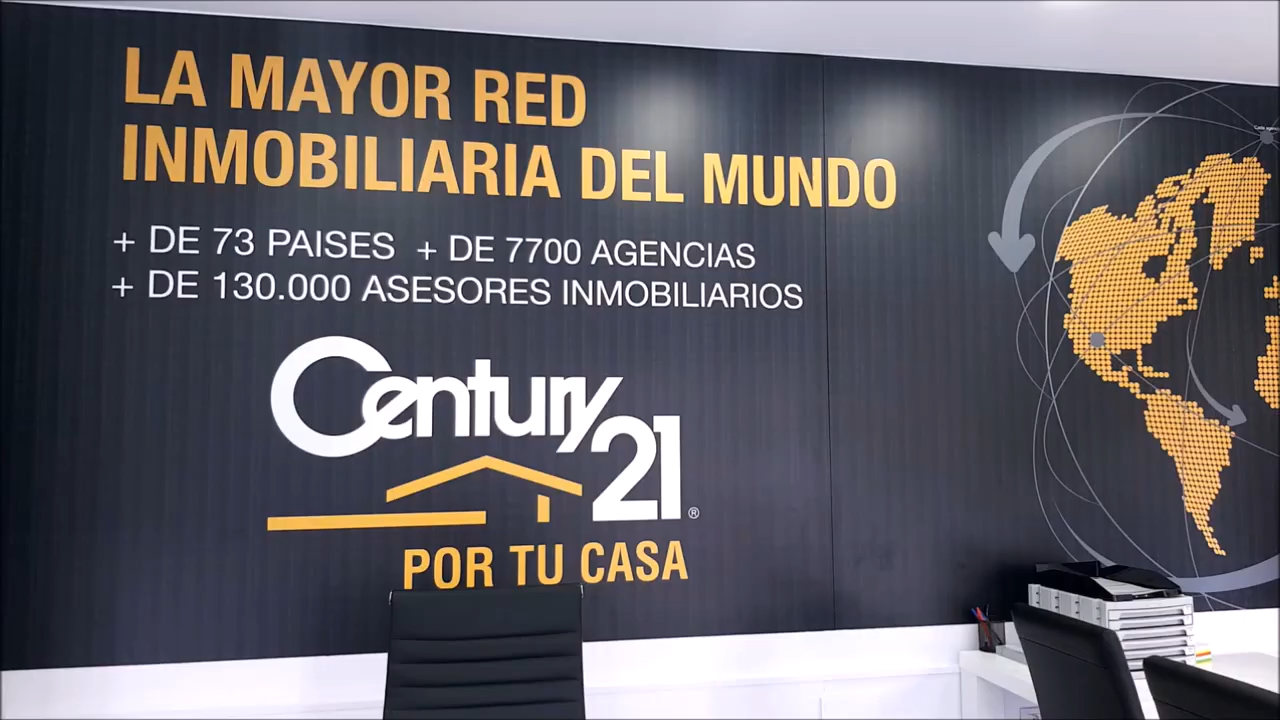 LA MAYOR RED
INMOBILIARIA DEL MUNDO
+ DE 73 PAISES + DE 7700 AGENCIAS
+ DE 130.000 ASESORES INMOBILIARIOS
Century
21®
POR TU CASA